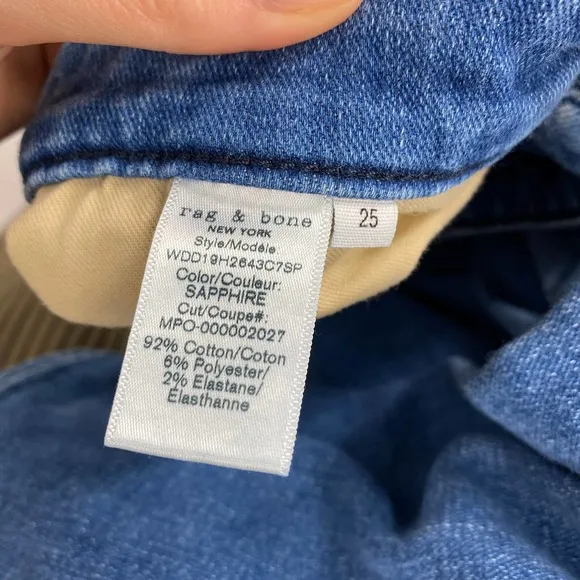 rag & bone
NEW YORK
Style/Modèle
WDD19H2643C7SP
Color/Couleur:
SAPPHIRE
Cut/Coupe#:
MPO-000002027
92% Cotton/Coton
6% Polyester/
2% Elastane/
Élasthanne
25